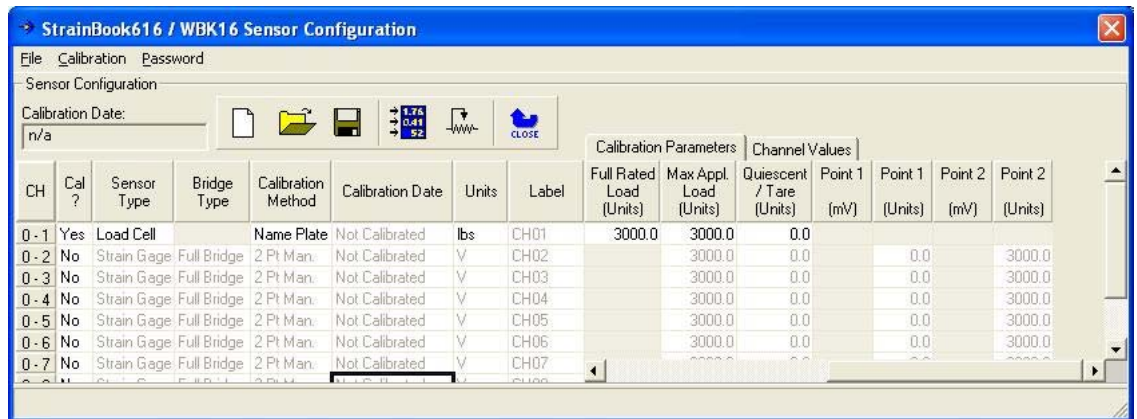 StrainBook616 / WBK16 Sensor Configuration
File Calibration Password
Sensor Configuration
Calibration Date:
n/a
1.76
0.41
52
CLOSE
Calibration Parameters Channel Values
CH Cal ? Sensor Type Bridge Type Calibration Method Calibration Date Units Label Full Rated Load (Units) Max Appl. Load (Units) Quiescent / Tare (Units) Point 1 (mV) Point 1 (Units) Point 2 (mV) Point 2 (Units)
0 - 1 Yes Load Cell Name Plate Not Calibrated lbs CH01 3000.0 3000.0 0.0
0 - 2 No Strain Gage Full Bridge 2 Pt Man. Not Calibrated V CH02 3000.0 0.0 0.0 3000.0
0 - 3 No Strain Gage Full Bridge 2 Pt Man. Not Calibrated V CH03 3000.0 0.0 0.0 3000.0
0 - 4 No Strain Gage Full Bridge 2 Pt Man. Not Calibrated V CH04 3000.0 0.0 0.0 3000.0
0 - 5 No Strain Gage Full Bridge 2 Pt Man. Not Calibrated V CH05 3000.0 0.0 0.0 3000.0
0 - 6 No Strain Gage Full Bridge 2 Pt Man. Not Calibrated V CH06 3000.0 0.0 0.0 3000.0
0 - 7 No Strain Gage Full Bridge 2 Pt Man. Not Calibrated V CH07